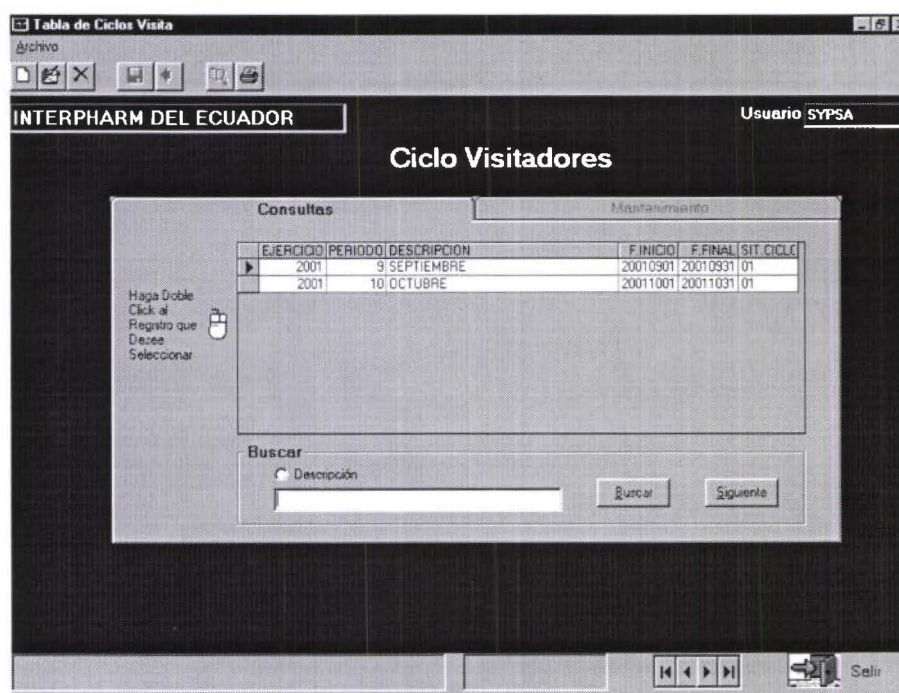 Tabla de Ciclos Visita
Archivo
INTERPHARM DEL ECUADOR
Usuario SYPSA
Ciclo Visitadores
Consultas
Mantenimiento
EJERCICIO PERIODO DESCRIPCION F.INICIO F.FINAL SIT.CICLO
2001 9 SEPTIEMBRE 20010901 20010931 01
2001 10 OCTUBRE 20011001 20011031 01
Haga Doble
Click al
Registro que
Desee
Seleccionar
Buscar
Descripción
Buscar
Siguiente
Salir